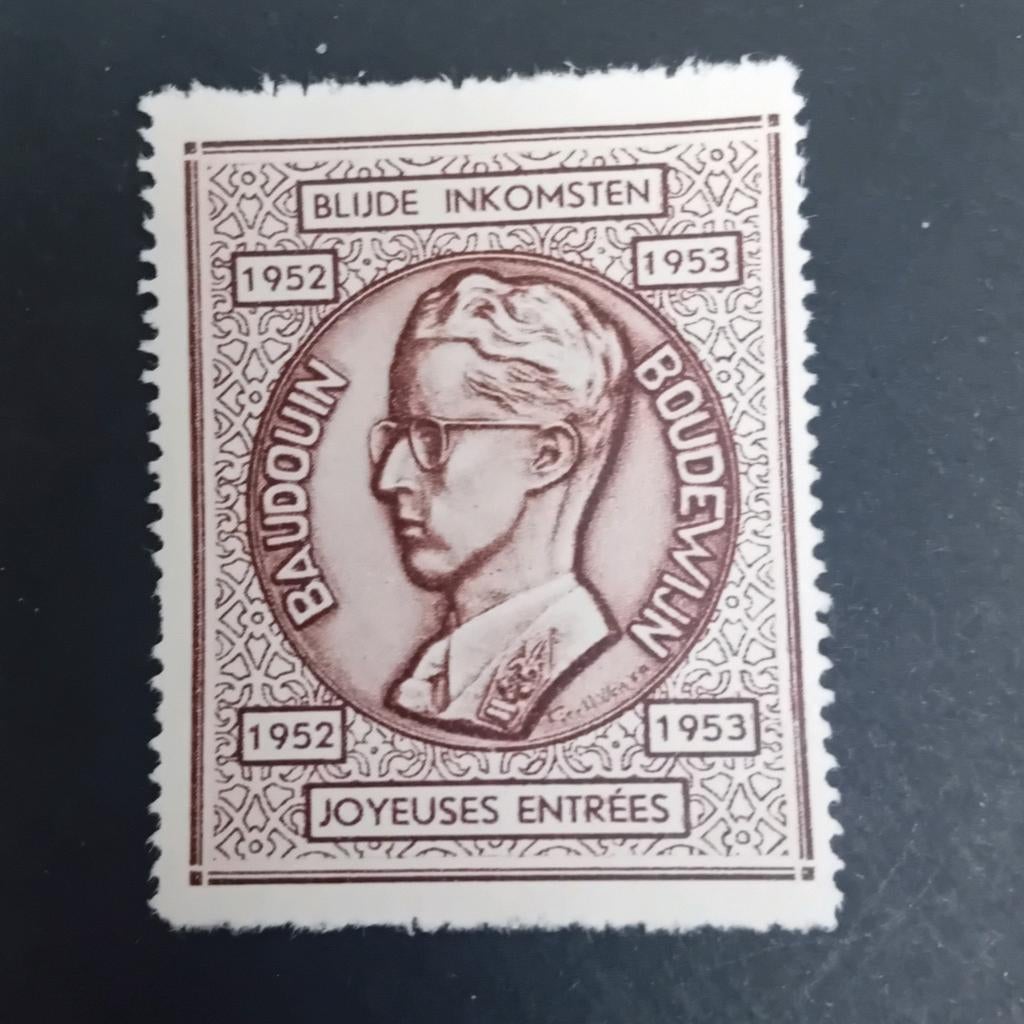 BLIJDE INKOMSTEN
1952
1953
BAUDOUIN
BOUDEWIJN
1952
1953
JOYEUSES ENTRÉES